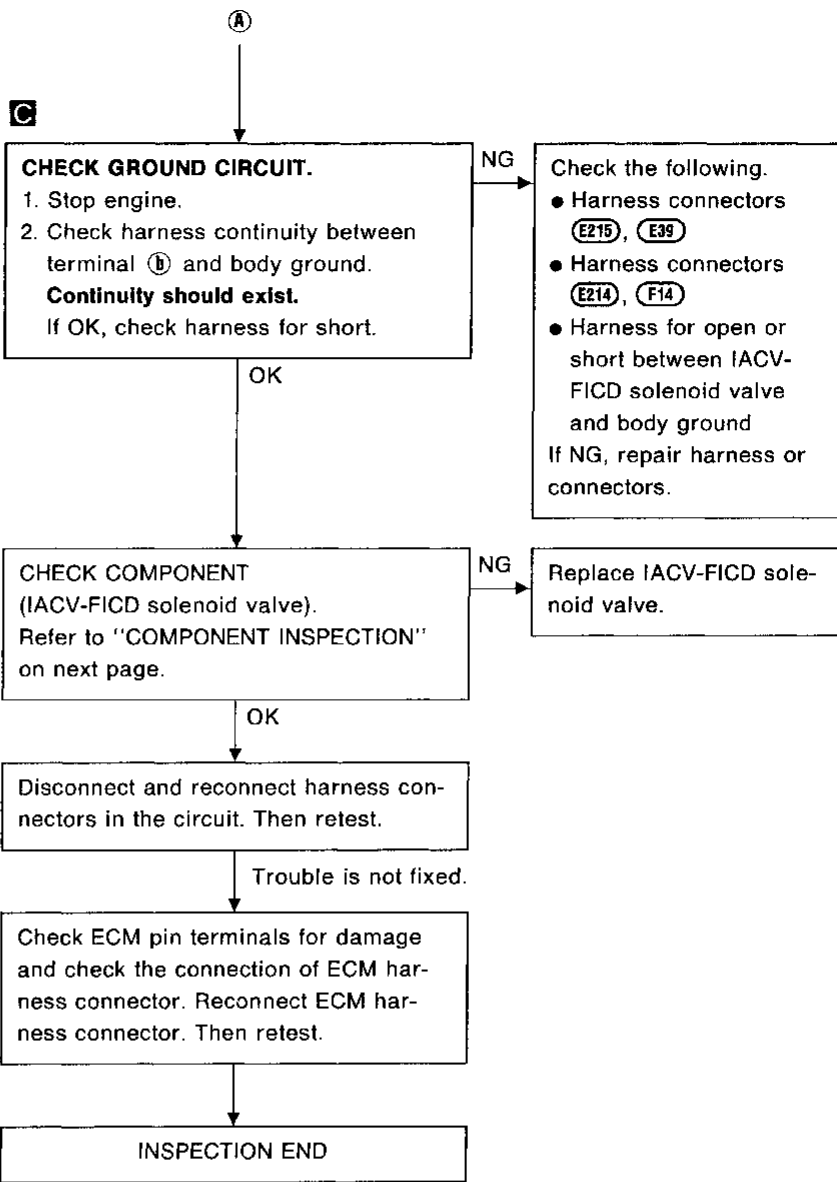 A
C
CHECK GROUND CIRCUIT.
1. Stop engine.
2. Check harness continuity between
terminal ⓑ and body ground.
Continuity should exist.
If OK, check harness for short.
NG
Check the following.
● Harness connectors
E215, E39
● Harness connectors
E214, F14
● Harness for open or
short between IACV-
FICD solenoid valve
and body ground
If NG, repair harness or
connectors.
OK
CHECK COMPONENT
(IACV-FICD solenoid valve).
Refer to "COMPONENT INSPECTION"
on next page.
NG
Replace IACV-FICD sole-
noid valve.
OK
Disconnect and reconnect harness con-
nectors in the circuit. Then retest.
Trouble is not fixed.
Check ECM pin terminals for damage
and check the connection of ECM har-
ness connector. Reconnect ECM har-
ness connector. Then retest.
INSPECTION END